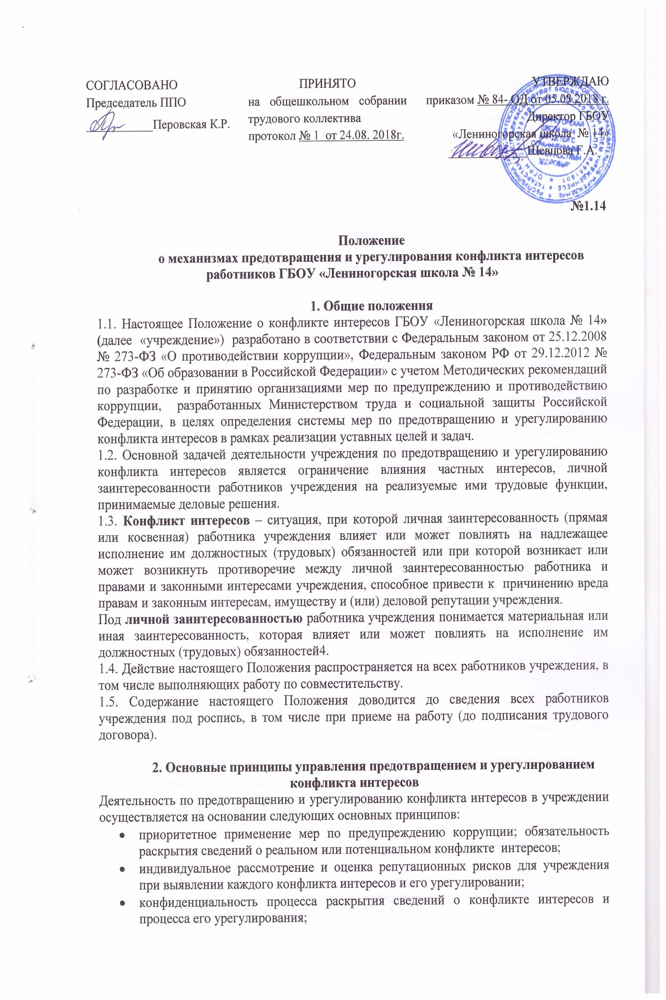 СОГЛАСОВАНО
Председатель ППО
___________Перовская К.Р.
ПРИНЯТО
на общешкольном собрании
трудового коллектива
протокол № 1 от 24.08. 2018г.
УТВЕРЖДАЮ
приказом № 84- ОД от 05.09.2018 г.
Директор ГБОУ
«Лениногорская школа № 14»
_____________Шевцова Г.А.
№1.14
Положение
о механизмах предотвращения и урегулирования конфликта интересов
работников ГБОУ «Лениногорская школа № 14»
1. Общие положения
1.1. Настоящее Положение о конфликте интересов ГБОУ «Лениногорская школа № 14»
(далее «учреждение») разработано в соответствии с Федеральным законом от 25.12.2008
№ 273-ФЗ «О противодействии коррупции», Федеральным законом РФ от 29.12.2012 №
273-ФЗ «Об образовании в Российской Федерации» с учетом Методических рекомендаций
по разработке и принятию организациями мер по предупреждению и противодействию
коррупции, разработанных Министерством труда и социальной защиты Российской
Федерации, в целях определения системы мер по предотвращению и урегулированию
конфликта интересов в рамках реализации уставных целей и задач.
1.2. Основной задачей деятельности учреждения по предотвращению и урегулированию
конфликта интересов является ограничение влияния частных интересов, личной
заинтересованности работников учреждения на реализуемые ими трудовые функции,
принимаемые деловые решения.
1.3. Конфликт интересов – ситуация, при которой личная заинтересованность (прямая
или косвенная) работника учреждения влияет или может повлиять на надлежащее
исполнение им должностных (трудовых) обязанностей или при которой возникает или
может возникнуть противоречие между личной заинтересованностью работника и
правами и законными интересами учреждения, способное привести к причинению вреда
правам и законным интересам, имуществу и (или) деловой репутации учреждения.
Под личной заинтересованностью работника учреждения понимается материальная или
иная заинтересованность, которая влияет или может повлиять на исполнение им
должностных (трудовых) обязанностей4.
1.4. Действие настоящего Положения распространяется на всех работников учреждения, в
том числе выполняющих работу по совместительству.
1.5. Содержание настоящего Положения доводится до сведения всех работников
учреждения под роспись, в том числе при приеме на работу (до подписания трудового
договора).
2. Основные принципы управления предотвращением и урегулированием
конфликта интересов
Деятельность по предотвращению и урегулированию конфликта интересов в учреждении
осуществляется на основании следующих основных принципов:
• приоритетное применение мер по предупреждению коррупции; обязательность
раскрытия сведений о реальном или потенциальном конфликте интересов;
• индивидуальное рассмотрение и оценка репутационных рисков для учреждения
при выявлении каждого конфликта интересов и его урегулировании;
• конфиденциальность процесса раскрытия сведений о конфликте интересов и
процесса его урегулирования;